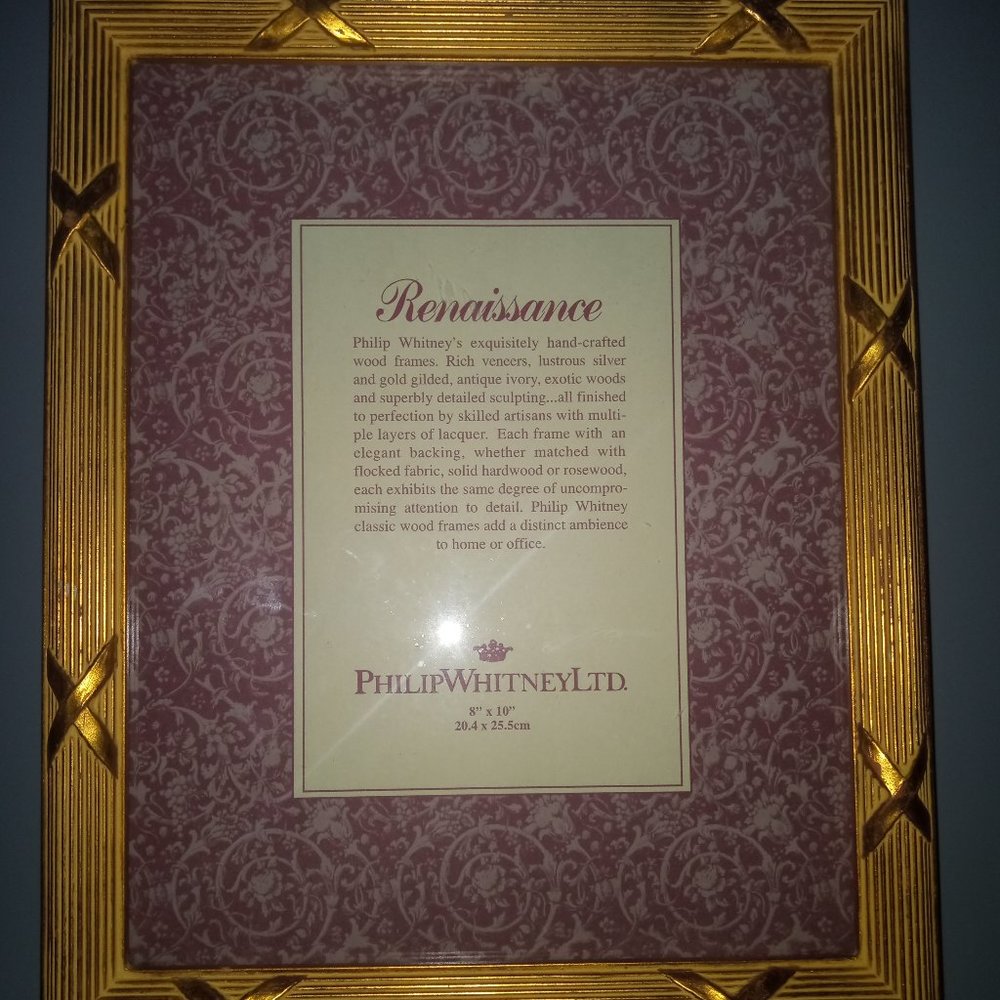 Renaissance
Philip Whitney's exquisitely hand-crafted
wood frames. Rich veneers, lustrous silver
and gold gilded, antique ivory, exotic woods
and superbly detailed sculpting...all finished
to perfection by skilled artisans with multi-
ple layers of lacquer. Each frame with an
elegant backing, whether matched with
flocked fabric, solid hardwood or rosewood,
each exhibits the same degree of uncompro-
mising attention to detail. Philip Whitney
classic wood frames add a distinct ambience
to home or office.
PHILIPWHITNEYLTD.
8" x 10"
20.4 x 25.5cm